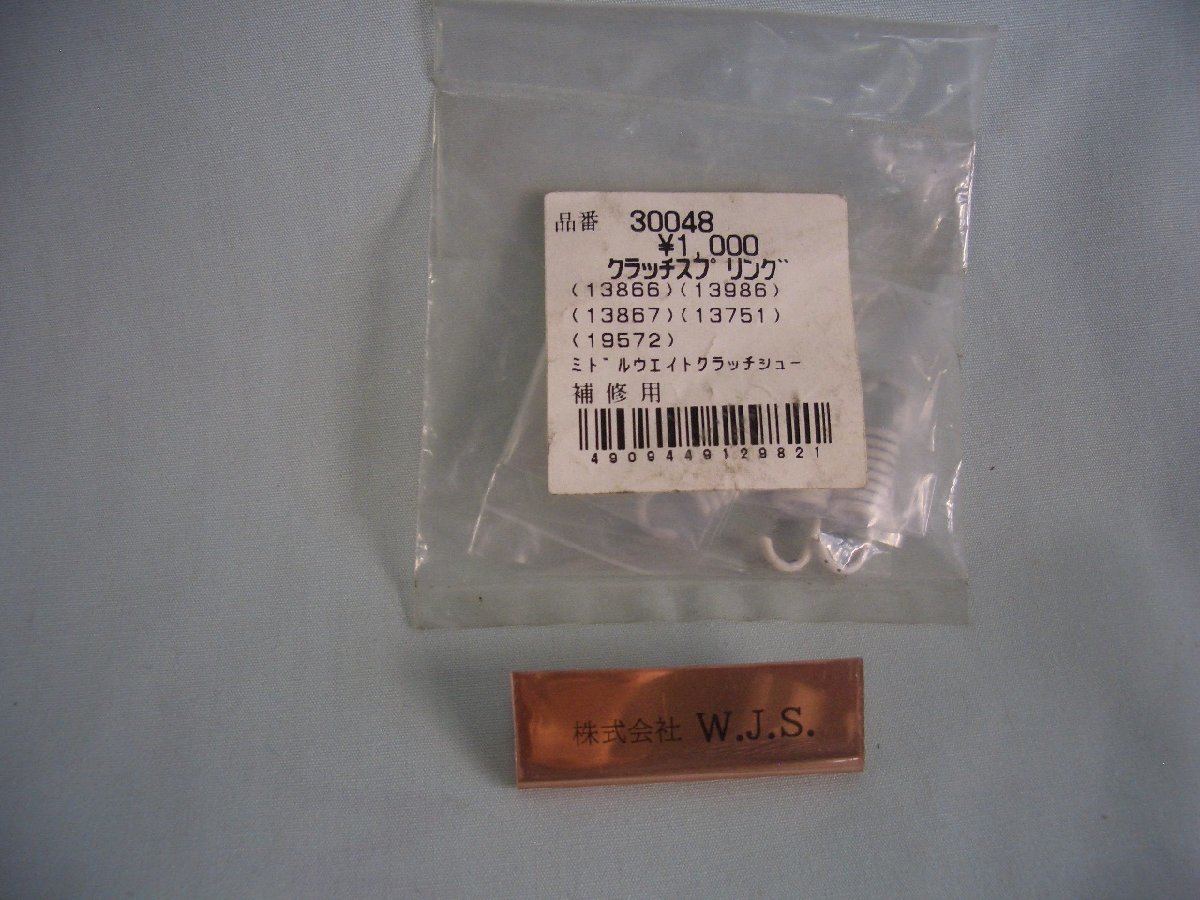 品番 30048
¥1,000
クラッチスプリング
(13866)(13986)
(13867)(13751)
(19572)
ミドルウエイトクラッチシュー
補修用
4909449129821
株式会社 W.J.S.